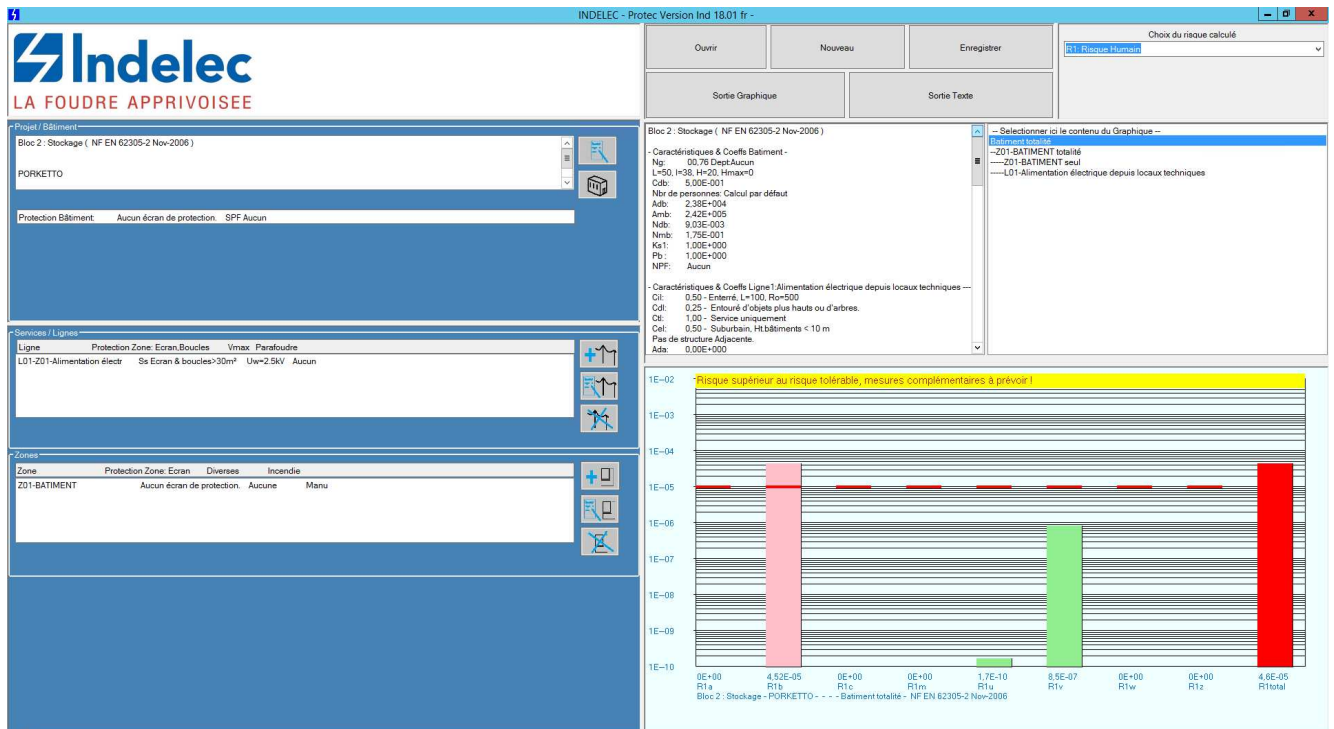 INDELEC - Protec Version Ind 18.01 fr -
Indelec
LA FOUDRE APPRIVOISEE
Ouvrir
Nouveau
Enregistrer
Sortie Graphique
Sortie Texte
Choix du risque calculé
R1: Risque Humain
Projet / Bâtiment
Bloc 2 : Stockage ( NF EN 62305-2 Nov-2006 )
PORKETTO
Protection Bâtiment: Aucun écran de protection. SPF Aucun
Services / Lignes
Ligne Protection Zone: Ecran,Boucles Vmax Parafoudre
L01-Z01-Alimentation électr Ss Ecran & boucles>30m² Uw=2.5kV Aucun
Zones
Zone Protection Zone: Ecran Diverses Incendie
Z01-BATIMENT Aucun écran de protection. Aucune Manu
Bloc 2 : Stockage ( NF EN 62305-2 Nov-2006 )
- Caractéristiques & Coeffs Batiment -
Ng: 00,76 Dept:Aucun
L=50, l=38, H=20, Hmax=0
Cdb: 5,00E-001
Nbr de personnes: Calcul par défaut
Adb: 2,38E+004
Amb: 2,42E+005
Ndb: 9,03E-003
Nmb: 1,75E-001
Ks1: 1,00E+000
Pb : 1,00E+000
NPF: Aucun
- Caractéristiques & Coeffs Ligne1:Alimentation électrique depuis locaux techniques ---
Cil: 0,50 - Enterré, L=100, Ro=500
Cdl: 0,25 - Entouré d'objets plus hauts ou d'arbres.
Ctl: 1,00 - Service uniquement
Cel: 0,50 - Suburbain, Ht.bâtiments < 10 m
Pas de structure Adjacente.
Ada: 0,00E+000
-- Selectionner ici le contenu du Graphique --
Batiment totalité
--Z01-BATIMENT totalité
-----Z01-BATIMENT seul
-----L01-Alimentation électrique depuis locaux techniques
Risque supérieur au risque tolérable, mesures complémentaires à prévoir !
1E-02
1E-03
1E-04
1E-05
1E-06
1E-07
1E-08
1E-09
1E-10
0E+00 4,52E-05 0E+00 0E+00 1,7E-10 8,5E-07 0E+00 0E+00 4,6E-05
R1a R1b R1c R1m R1u R1v R1w R1z R1total
Bloc 2 : Stockage - PORKETTO - - - - Batiment totalité - NF EN 62305-2 Nov-2006